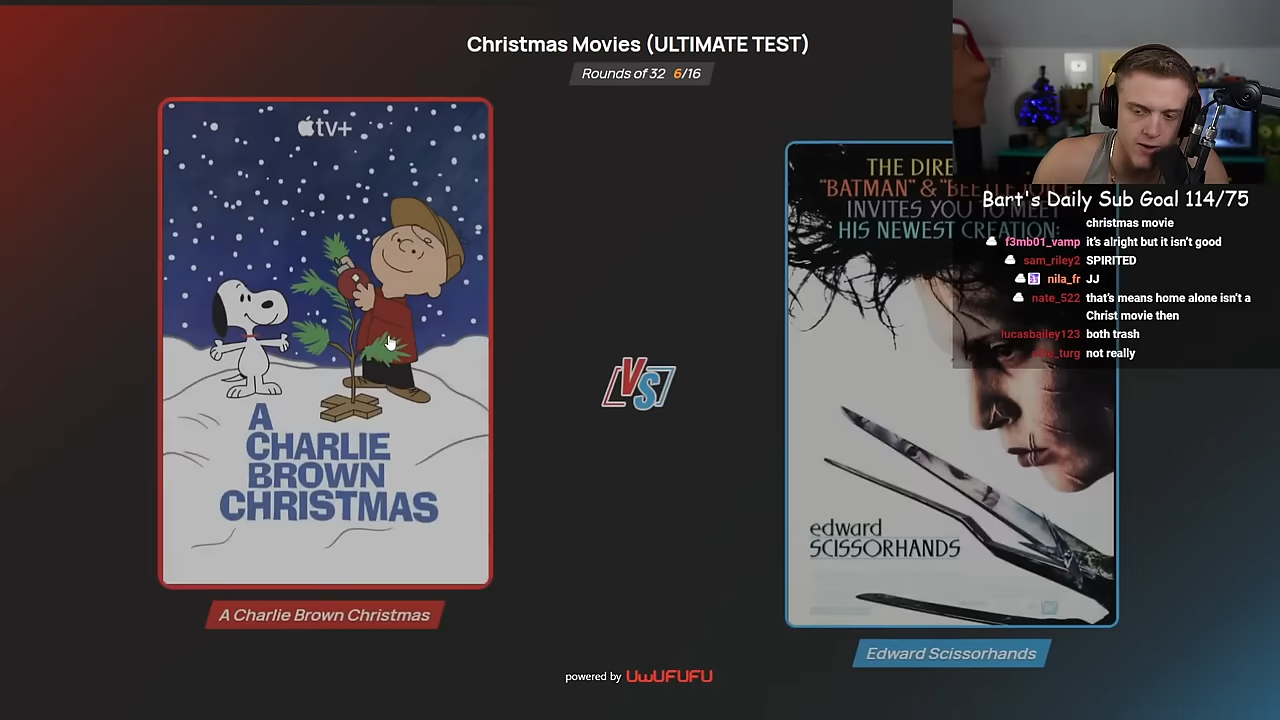 Christmas Movies (ULTIMATE TEST)
Rounds of 32 6/16
tv+
A
CHARLIE
BROWN
CHRISTMAS
A Charlie Brown Christmas
VS
THE DIRE
"BATMAN" & "BEETLEJUICE"
INVITES YOU TO MEET
HIS NEWEST CREATION:
edward
SCISSORHANDS
Edward Scissorhands
powered by UwUFUFU
Bart's Daily Sub Goal 114/75
christmas movie
f3mb01_vamp it's alright but it isn't good
sam_riley2 SPIRITED
nila_fr JJ
nate_522 that's means home alone isn't a
Christ movie then
lucasbailey123 both trash
turg not really